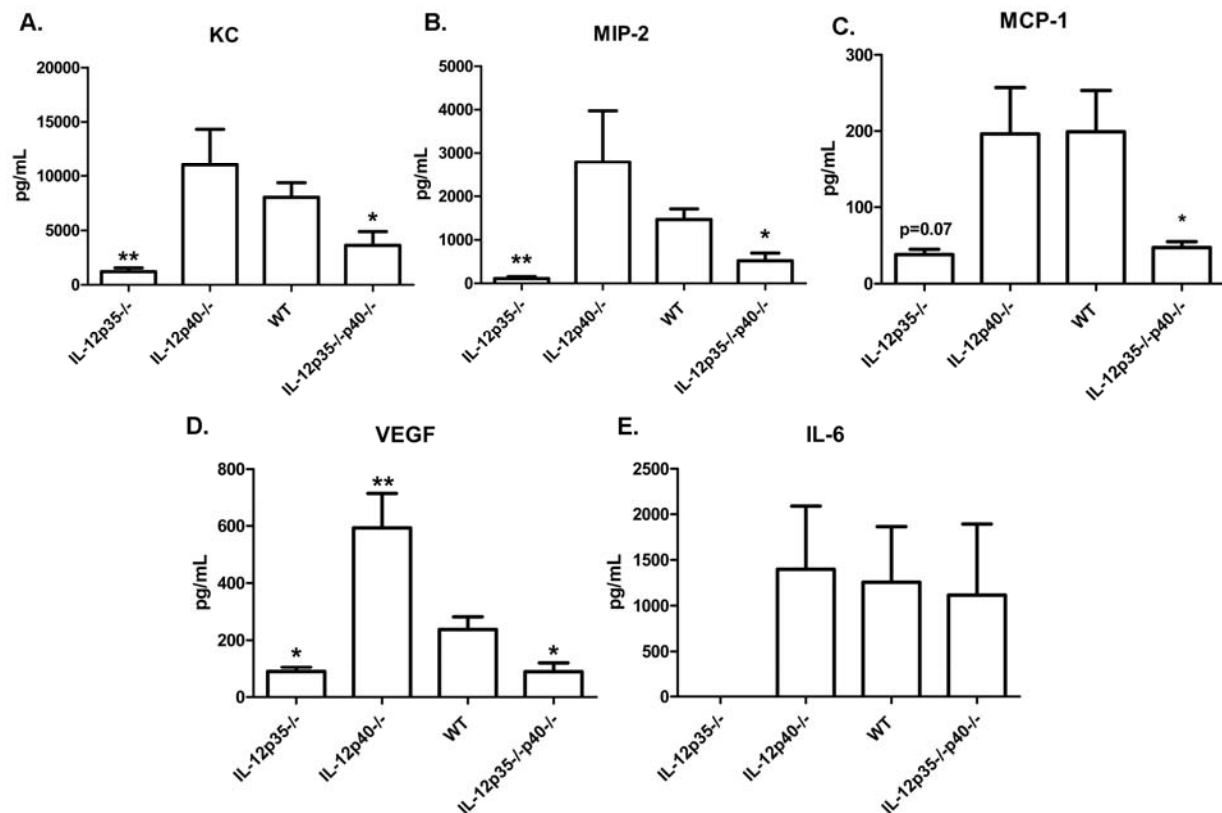 A.
KC
pg/mL
20000
15000
10000
5000
0
**
*
IL-12p35-/-
IL-12p40-/-
WT
IL-12p35-/-p40-/-
B.
MIP-2
pg/mL
5000
4000
3000
2000
1000
0
**
*
IL-12p35-/-
IL-12p40-/-
WT
IL-12p35-/-p40-/-
C.
MCP-1
pg/mL
300
200
100
0
p=0.07
*
IL-12p35-/-
IL-12p40-/-
WT
IL-12p35-/-p40-/-
D.
VEGF
pg/mL
800
600
400
200
0
*
**
*
IL-12p35-/-
IL-12p40-/-
WT
IL-12p35-/-p40-/-
E.
IL-6
pg/mL
2500
2000
1500
1000
500
0
IL-12p35-/-
IL-12p40-/-
WT
IL-12p35-/-p40-/-